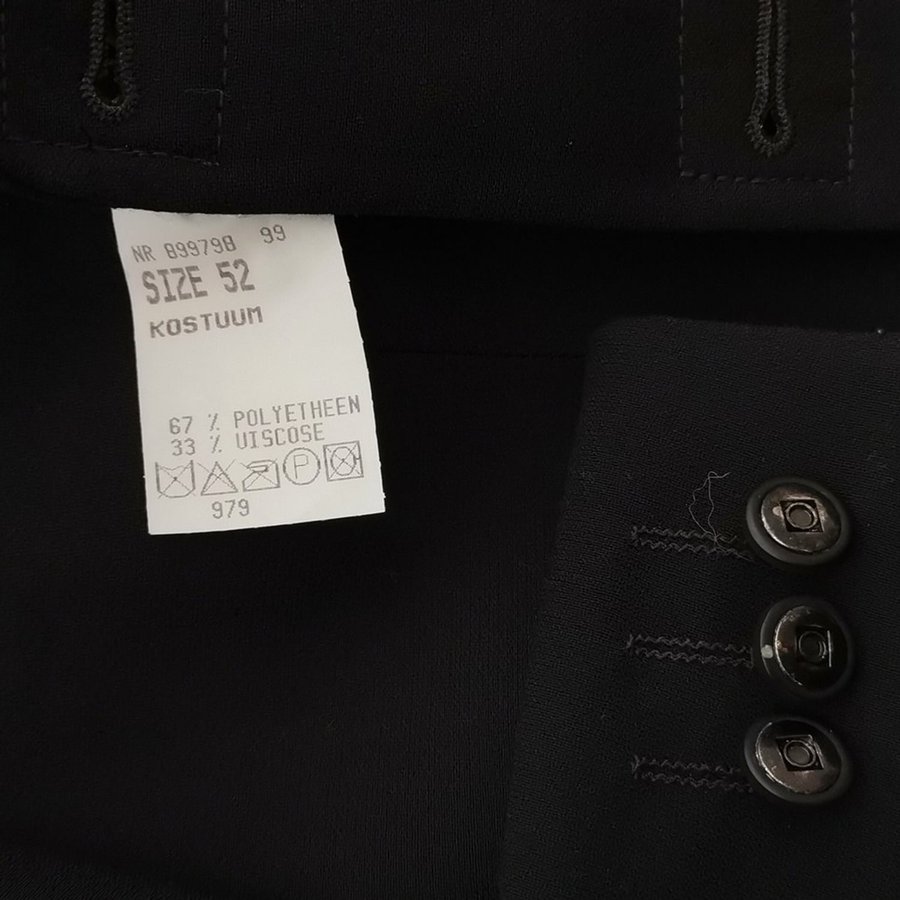 NR 899798 99
SIZE 52
KOSTUUM
67 % POLYETHEEN
33 % VISCOSE
P
979